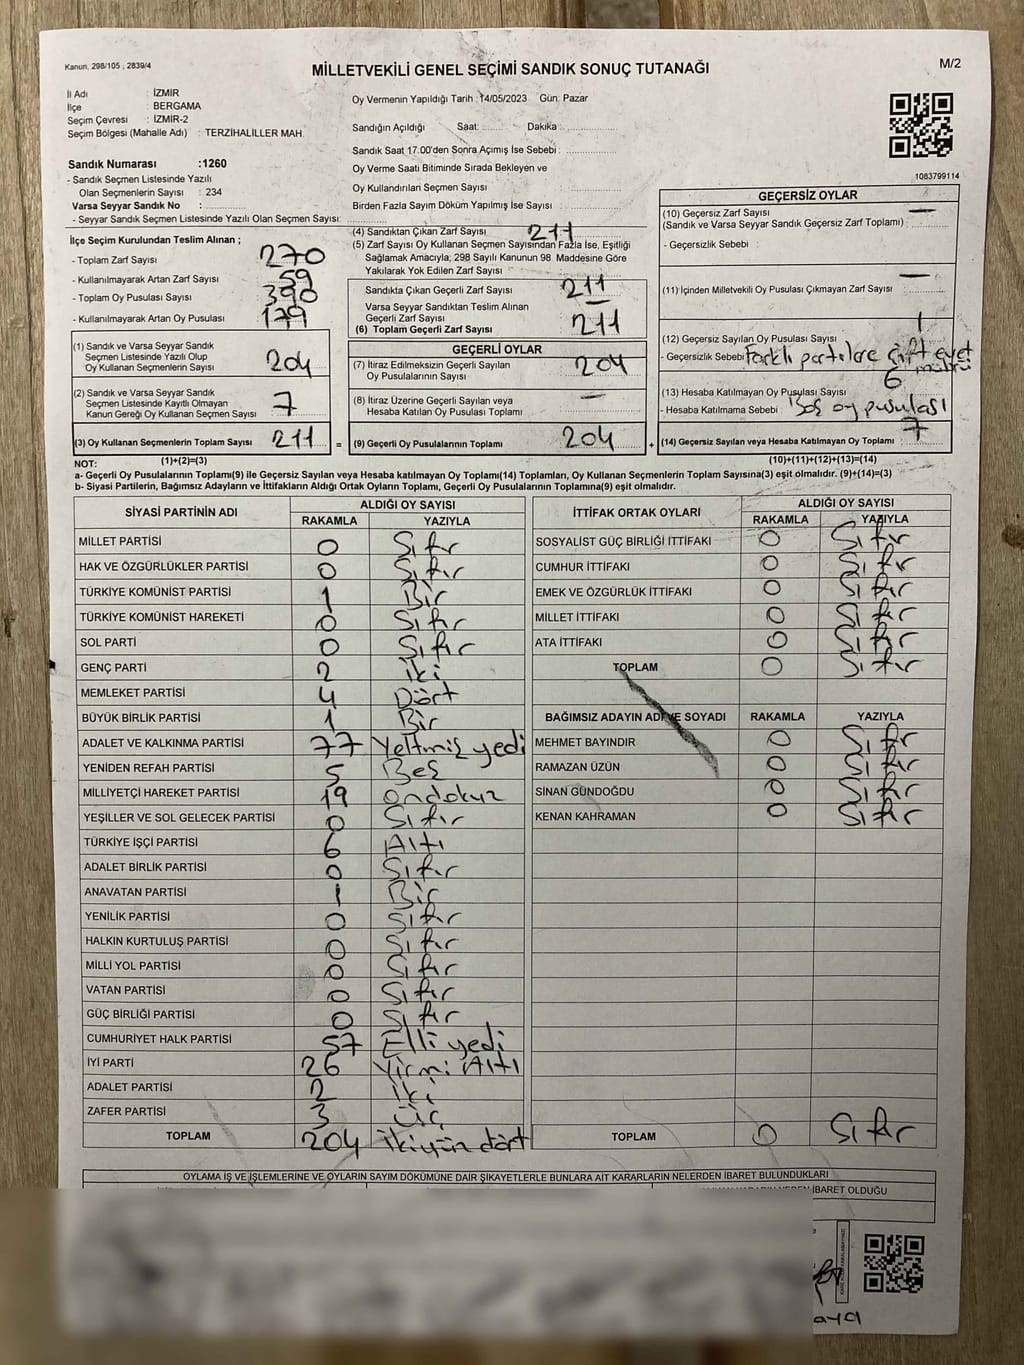 Kanun, 298/105 ; 2839/4
MİLLETVEKİLİ GENEL SEÇİMİ SANDIK SONUÇ TUTANAĞI
M/2
İl Adı : İZMİR
İlçe : BERGAMA
Seçim Çevresi : İZMİR-2
Seçim Bölgesi (Mahalle Adı) : TERZİHALİLLER MAH.
Sandık Numarası :1260
- Sandık Seçmen Listesinde Yazılı
Olan Seçmenlerin Sayısı : 234
Varsa Seyyar Sandık No :
- Seyyar Sandık Seçmen Listesinde Yazılı Olan Seçmen Sayısı:
Oy Vermenin Yapıldığı Tarih :14/05/2023 Gün: Pazar
Sandığın Açıldığı Saat: Dakika :
Sandık Saat 17:00'den Sonra Açımış İse Sebebi :
Oy Verme Saati Bitiminde Sırada Bekleyen ve
Oy Kullandırılan Seçmen Sayısı :
Birden Fazla Sayım Döküm Yapılmış İse Sayısı :
1083799114
İlçe Seçim Kurulundan Teslim Alınan ;
- Toplam Zarf Sayısı 270
- Kullanılmayarak Artan Zarf Sayısı 59
- Toplam Oy Pusulası Sayısı 390
- Kullanılmayarak Artan Oy Pusulası 179
(4) Sandıktan Çıkan Zarf Sayısı : 211
(5) Zarf Sayısı Oy Kullanan Seçmen Sayısından Fazla İse, Eşitliği
Sağlamak Amacıyla, 298 Sayılı Kanunun 98. Maddesine Göre
Yakılarak Yok Edilen Zarf Sayısı :
Sandıkta Çıkan Geçerli Zarf Sayısı : 211
Varsa Seyyar Sandıktan Teslim Alınan
Geçerli Zarf Sayısı : —
(6) Toplam Geçerli Zarf Sayısı 211
GEÇERSİZ OYLAR
(10) Geçersiz Zarf Sayısı —
(Sandık ve Varsa Seyyar Sandık Geçersiz Zarf Toplamı) :
- Geçersizlik Sebebi :
(11) İçinden Milletvekili Oy Pusulası Çıkmayan Zarf Sayısı : —
(12) Geçersiz Sayılan Oy Pusulası Sayısı : 1
- Geçersizlik Sebebi : Farklı partilere çift evet mührü
(13) Hesaba Katılmayan Oy Pusulası Sayısı 6
- Hesaba Katılmama Sebebi : Boş oy pusulası
(14) Geçersiz Sayılan veya Hesaba Katılmayan Oy Toplamı : 7
(10)+(11)+(12)+(13)=(14)
(1) Sandık ve Varsa Seyyar Sandık
Seçmen Listesinde Yazılı Olup
Oy Kullanan Seçmenlerin Sayısı : 204
(2) Sandık ve Varsa Seyyar Sandık
Seçmen Listesinde Kayıtlı Olmayan
Kanun Gereği Oy Kullanan Seçmen Sayısı : 7
(3) Oy Kullanan Seçmenlerin Toplam Sayısı : 211 =
(1)+(2)=(3)
GEÇERLİ OYLAR
(7) İtiraz Edilmeksizin Geçerli Sayılan
Oy Pusulalarının Sayısı : 204
(8) İtiraz Üzerine Geçerli Sayılan veya
Hesaba Katılan Oy Pusulası Toplamı : —
(9) Geçerli Oy Pusulalarının Toplamı : 204 +
NOT:
a- Geçerli Oy Pusulalarının Toplamı(9) ile Geçersiz Sayılan veya Hesaba katılmayan Oy Toplamı(14) Toplamları, Oy Kullanan Seçmenlerin Toplam Sayısına(3) eşit olmalıdır. (9)+(14)=(3)
b- Siyasi Partilerin, Bağımsız Adayların ve İttifakların Aldığı Ortak Oyların Toplamı, Geçerli Oy Pusulalarının Toplamına(9) eşit olmalıdır.
SİYASİ PARTİNİN ADI ALDIĞI OY SAYISI
RAKAMLA YAZIYLA
MİLLET PARTİSİ 0 Sıfır
HAK VE ÖZGÜRLÜKLER PARTİSİ 0 Sıfır
TÜRKİYE KOMÜNİST PARTİSİ 1 Bir
TÜRKİYE KOMÜNİST HAREKETİ 0 Sıfır
SOL PARTİ 0 Sıfır
GENÇ PARTİ 2 iki
MEMLEKET PARTİSİ 4 Dört
BÜYÜK BİRLİK PARTİSİ 1 Bir
ADALET VE KALKINMA PARTİSİ 77 Yetmiş yedi
YENİDEN REFAH PARTİSİ 5 Beş
MİLLİYETÇİ HAREKET PARTİSİ 19 ondokuz
YEŞİLLER VE SOL GELECEK PARTİSİ 0 Sıfır
TÜRKİYE İŞÇİ PARTİSİ 6 Altı
ADALET BİRLİK PARTİSİ 0 Sıfır
ANAVATAN PARTİSİ 1 Bir
YENİLİK PARTİSİ 0 Sıfır
HALKIN KURTULUŞ PARTİSİ 0 Sıfır
MİLLİ YOL PARTİSİ 0 Sıfır
VATAN PARTİSİ 0 Sıfır
GÜÇ BİRLİĞİ PARTİSİ 0 Sıfır
CUMHURİYET HALK PARTİSİ 57 Elli yedi
İYİ PARTİ 26 Yirmi Altı
ADALET PARTİSİ 2 iki
ZAFER PARTİSİ 3 Üç
TOPLAM 204 ikiyüz dört
İTTİFAK ORTAK OYLARI ALDIĞI OY SAYISI
RAKAMLA YAZIYLA
SOSYALİST GÜÇ BİRLİĞİ İTTİFAKI 0 Sıfır
CUMHUR İTTİFAKI 0 Sıfır
EMEK VE ÖZGÜRLÜK İTTİFAKI 0 Sıfır
MİLLET İTTİFAKI 0 Sıfır
ATA İTTİFAKI 0 Sıfır
TOPLAM 0 Sıfır
BAĞIMSIZ ADAYIN ADI VE SOYADI RAKAMLA YAZIYLA
MEHMET BAYINDIR 0 Sıfır
RAMAZAN ÜZÜN 0 Sıfır
SİNAN GÜNDOĞDU 0 Sıfır
KENAN KAHRAMAN 0 Sıfır
TOPLAM 0 Sıfır
OYLAMA İŞ VE İŞLEMLERİNE VE OYLARIN SAYIM DÖKÜMÜNE DAİR ŞİKAYETLERLE BUNLARA AİT KARARLARIN NELERDEN İBARET BULUNDUKLARI
İBARET OLDUĞU